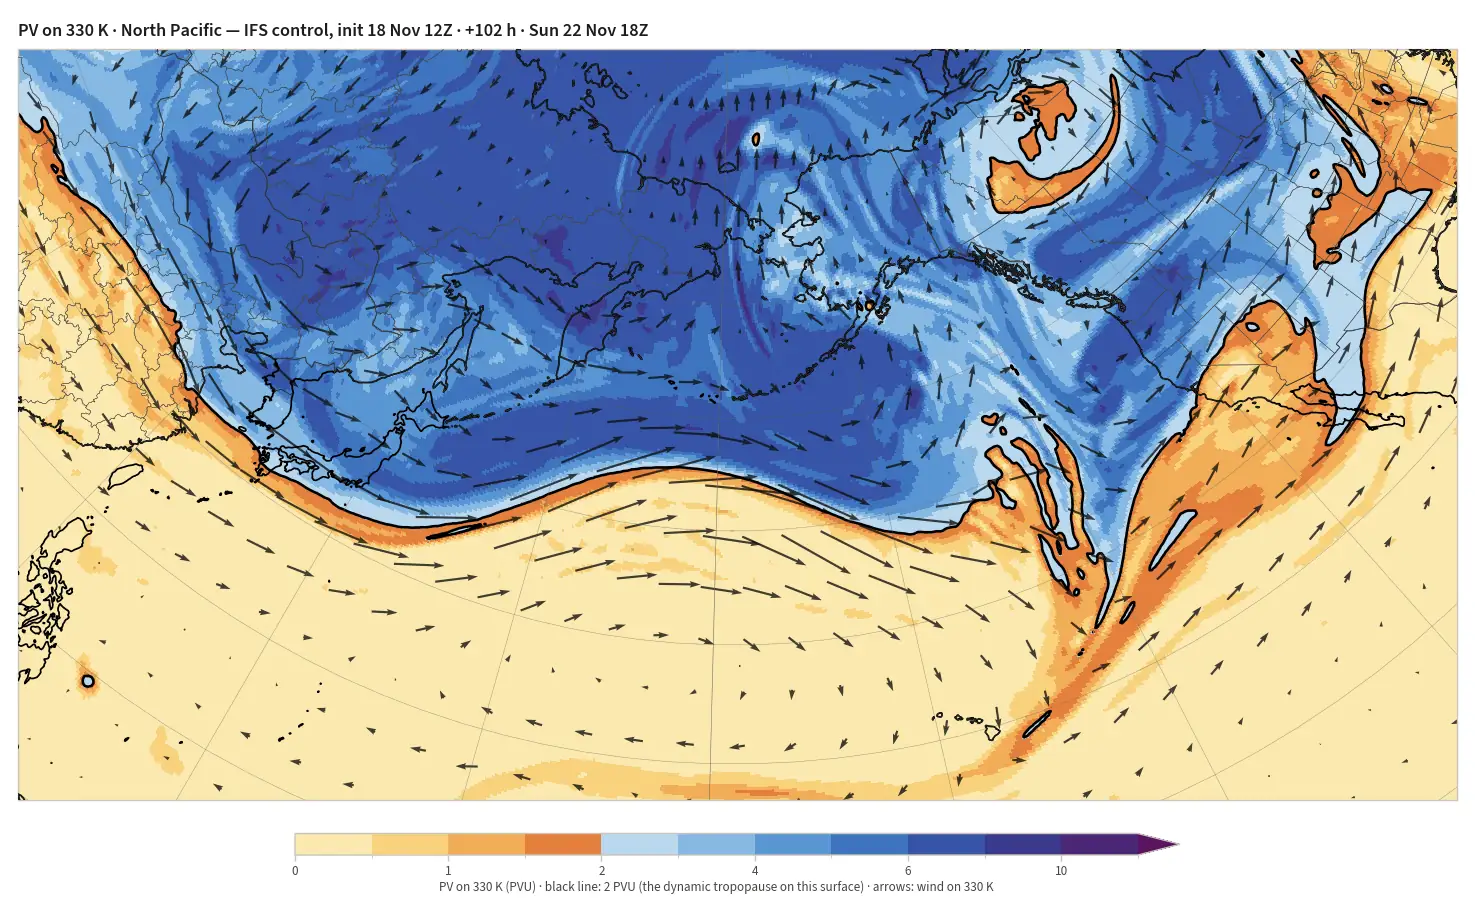 PV on 330 K · North Pacific — IFS control, init 18 Nov 12Z · +102 h · Sun 22 Nov 18Z
0 1 2 4 6 10
PV on 330 K (PVU) · black line: 2 PVU (the dynamic tropopause on this surface) · arrows: wind on 330 K